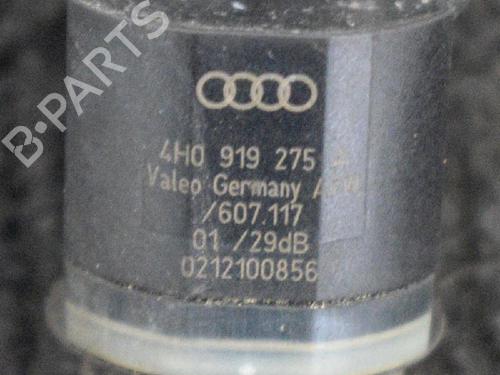 B-PARTS
4H0 919 275
Valeo Germany
/607.117
01 /29dB
0212100856